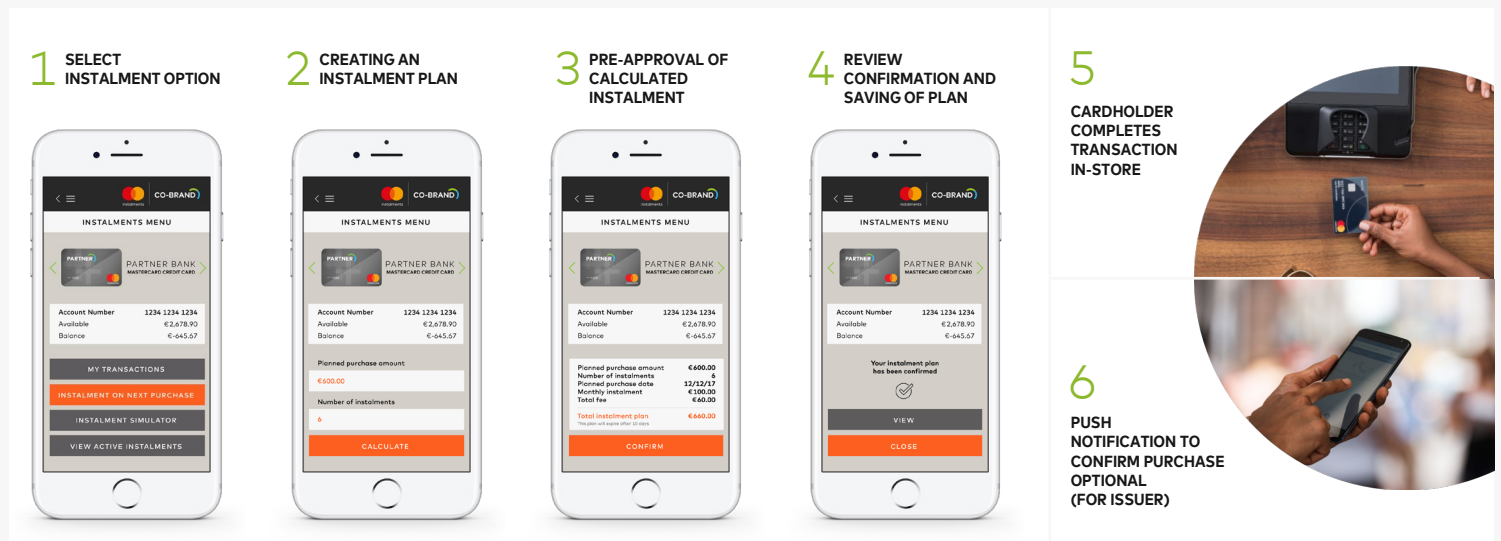 1
SELECT
INSTALMENT OPTION
instalments
CO-BRAND
INSTALMENTS MENU
PARTNER
PARTNER BANK
MASTERCARD CREDIT CARD
Account Number 1234 1234 1234
Available €2,678.90
Balance €-645.67
MY TRANSACTIONS
INSTALMENT ON NEXT PURCHASE
INSTALMENT SIMULATOR
VIEW ACTIVE INSTALMENTS
2
CREATING AN
INSTALMENT PLAN
instalments
CO-BRAND
INSTALMENTS MENU
PARTNER
PARTNER BANK
MASTERCARD CREDIT CARD
Account Number 1234 1234 1234
Available €2,678.90
Balance €-645.67
Planned purchase amount
€600.00
Number of instalments
6
CALCULATE
3
PRE-APPROVAL OF
CALCULATED
INSTALMENT
instalments
CO-BRAND
INSTALMENTS MENU
PARTNER
PARTNER BANK
MASTERCARD CREDIT CARD
Account Number 1234 1234 1234
Available €2,678.90
Balance €-645.67
Planned purchase amount €600.00
Number of instalments 6
Planned purchase date 12/12/17
Monthly instalment €100.00
Total fee €60.00
Total instalment plan €660.00
This plan will expire after 10 days
CONFIRM
4
REVIEW
CONFIRMATION AND
SAVING OF PLAN
instalments
CO-BRAND
INSTALMENTS MENU
PARTNER
PARTNER BANK
MASTERCARD CREDIT CARD
Account Number 1234 1234 1234
Available €2,678.90
Balance €-645.67
Your instalment plan
has been confirmed
VIEW
CLOSE
5
CARDHOLDER
COMPLETES
TRANSACTION
IN-STORE
6
PUSH
NOTIFICATION TO
CONFIRM PURCHASE
OPTIONAL
(FOR ISSUER)